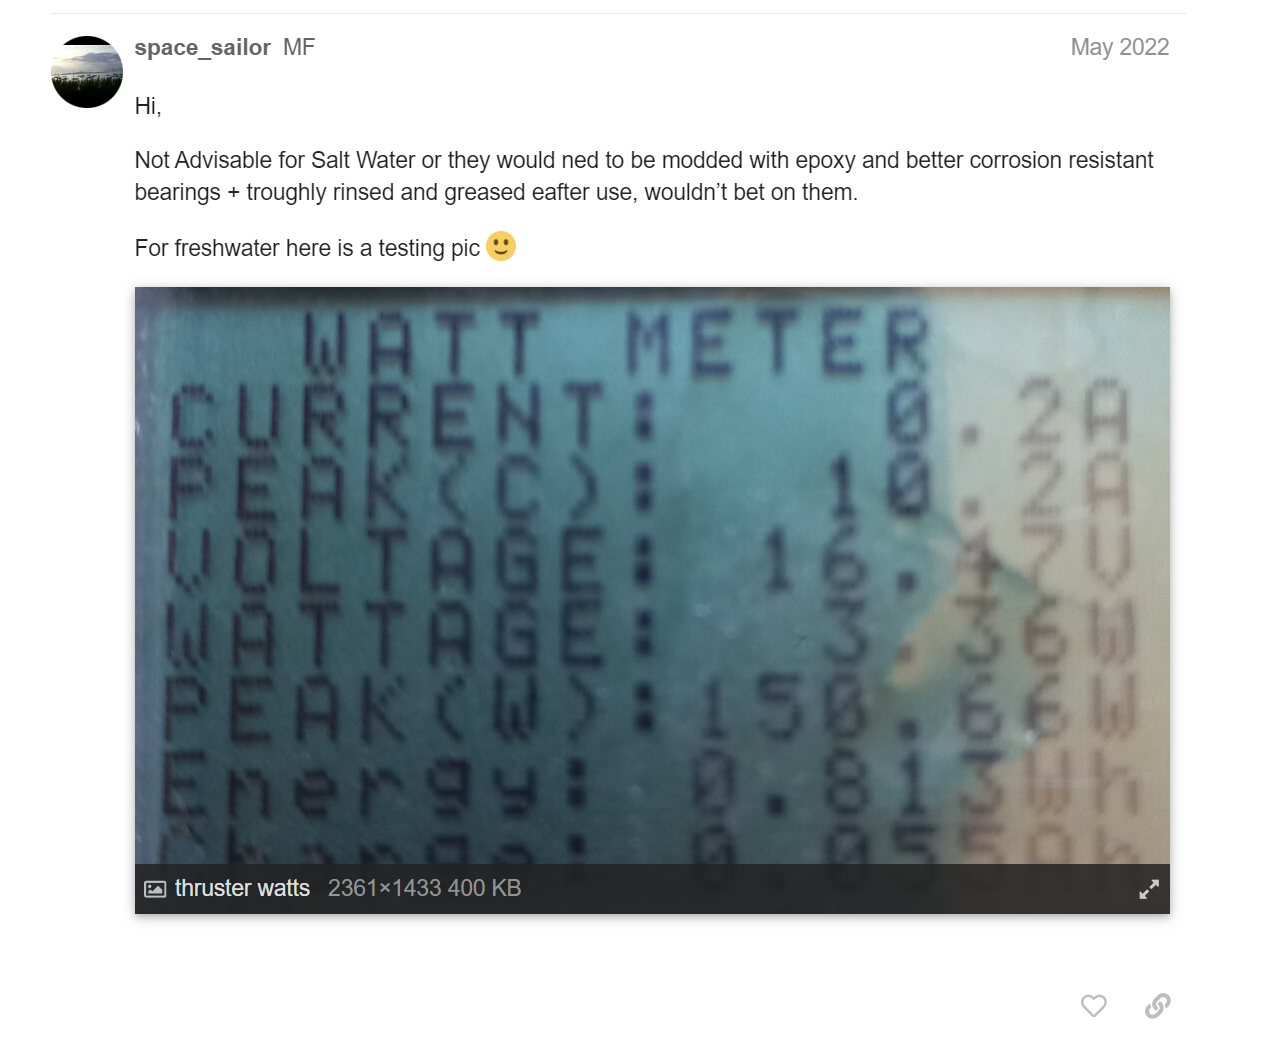 space_sailor MF
May 2022
Hi,
Not Advisable for Salt Water or they would ned to be modded with epoxy and better corrosion resistant
bearings + troughly rinsed and greased eafter use, wouldn’t bet on them.
For freshwater here is a testing pic
WATT METER
CURRENT: 0.2A
PEAK(C): 10.2A
VOLTAGE: 16.47V
WATTAGE: 3.36W
PEAK(W):150.66W
Energy: 0.813Wh
thruster watts 2361×1433 400 KB